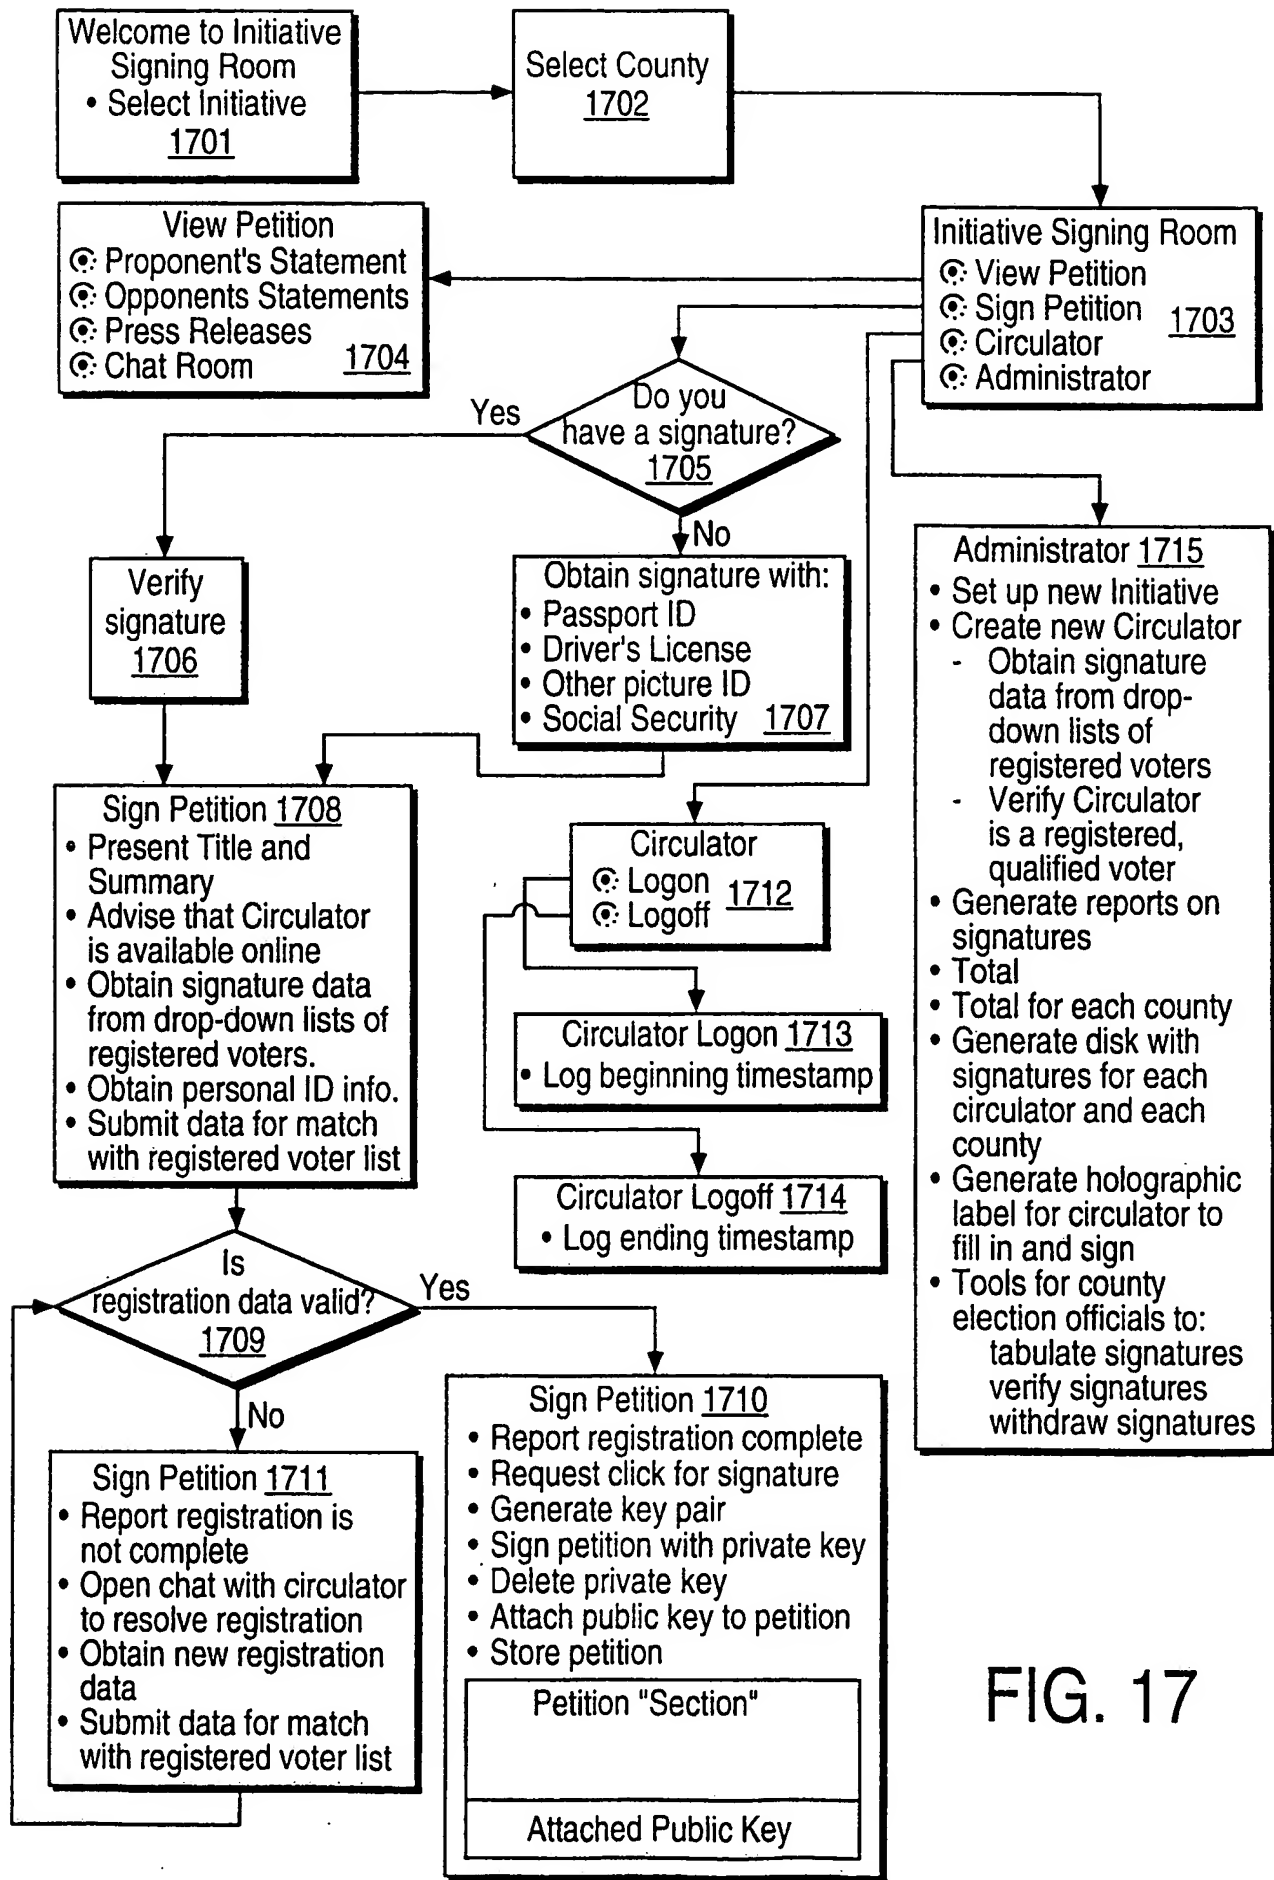 Welcome to Initiative
Signing Room
• Select Initiative
1701
Select County
1702
View Petition
Proponent's Statement
Opponents Statements
Press Releases
Chat Room 1704
Initiative Signing Room
View Petition
Sign Petition 1703
Circulator
Administrator
Do you
have a signature?
1705
Yes
No
Verify
signature
1706
Obtain signature with:
• Passport ID
• Driver's License
• Other picture ID
• Social Security 1707
Sign Petition 1708
• Present Title and
Summary
• Advise that Circulator
is available online
• Obtain signature data
from drop-down lists of
registered voters.
• Obtain personal ID info.
• Submit data for match
with registered voter list
Circulator
Logon 1712
Logoff
Circulator Logon 1713
• Log beginning timestamp
Circulator Logoff 1714
• Log ending timestamp
Administrator 1715
• Set up new Initiative
• Create new Circulator
- Obtain signature
data from drop-
down lists of
registered voters
- Verify Circulator
is a registered,
qualified voter
• Generate reports on
signatures
• Total
• Total for each county
• Generate disk with
signatures for each
circulator and each
county
• Generate holographic
label for circulator to
fill in and sign
• Tools for county
election officials to:
tabulate signatures
verify signatures
withdraw signatures
Is
registration data valid?
1709
Yes
No
Sign Petition 1711
• Report registration is
not complete
• Open chat with circulator
to resolve registration
• Obtain new registration
data
• Submit data for match
with registered voter list
Sign Petition 1710
• Report registration complete
• Request click for signature
• Generate key pair
• Sign petition with private key
• Delete private key
• Attach public key to petition
• Store petition
Petition "Section"
Attached Public Key
FIG. 17